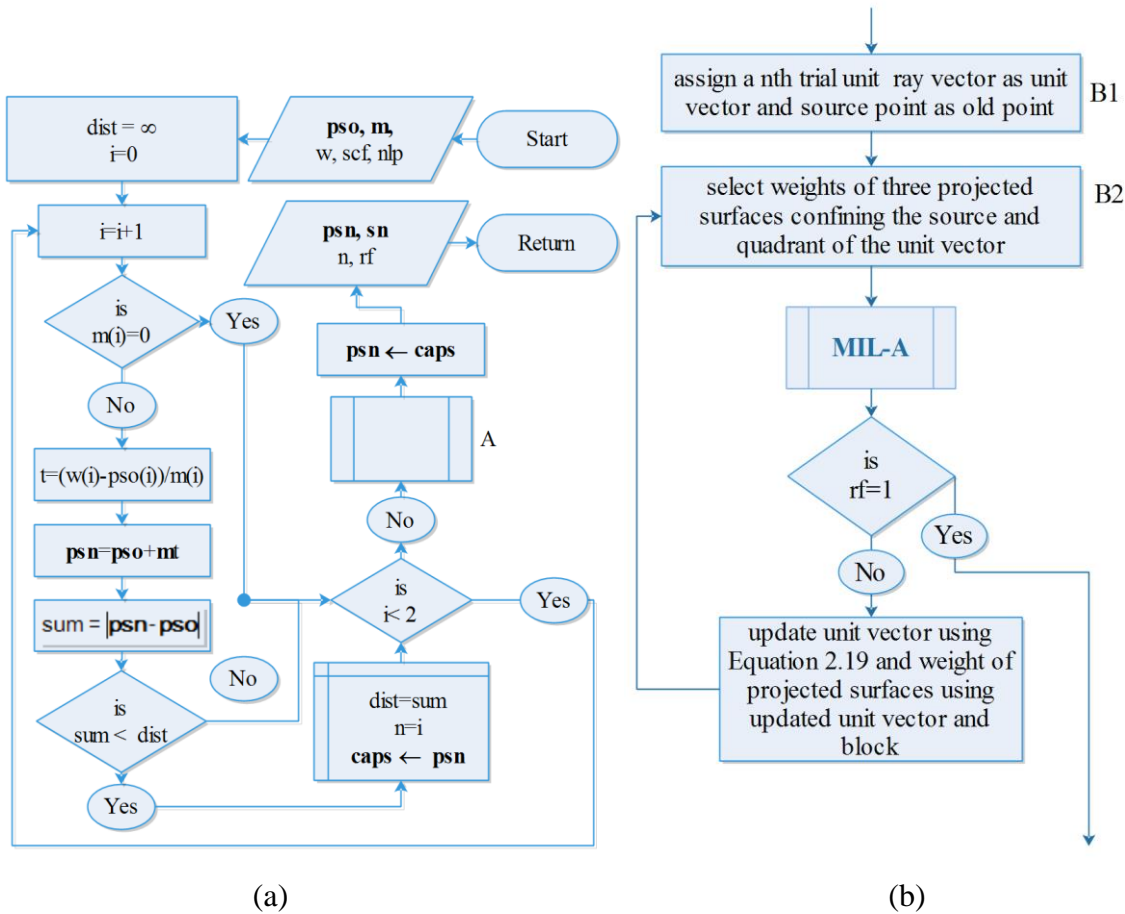 Start
pso, m,
w, scf, nlp
dist = ∞
i=0
i=i+1
is
m(i)=0
Yes
No
t=(w(i)-pso(i))/m(i)
psn=pso+mt
sum = |psn-pso|
is
sum < dist
No
Yes
dist=sum
n=i
caps ← psn
is
i< 2
Yes
No
A
psn ← caps
psn, sn
n, rf
Return
(a)
assign a nth trial unit ray vector as unit
vector and source point as old point
B1
select weights of three projected
surfaces confining the source and
quadrant of the unit vector
B2
MIL-A
is
rf=1
Yes
No
update unit vector using
Equation 2.19 and weight of
projected surfaces using
updated unit vector and
block
(b)